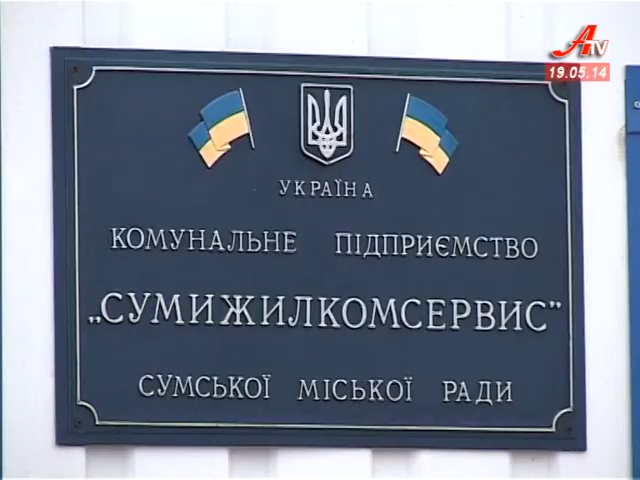 ATV
19.05.14
УКРАЇНА
КОМУНАЛЬНЕ ПІДПРИЄМСТВО
„СУМИЖИЛКОМСЕРВИС"
СУМСЬКОЇ МІСЬКОЇ РАДИ